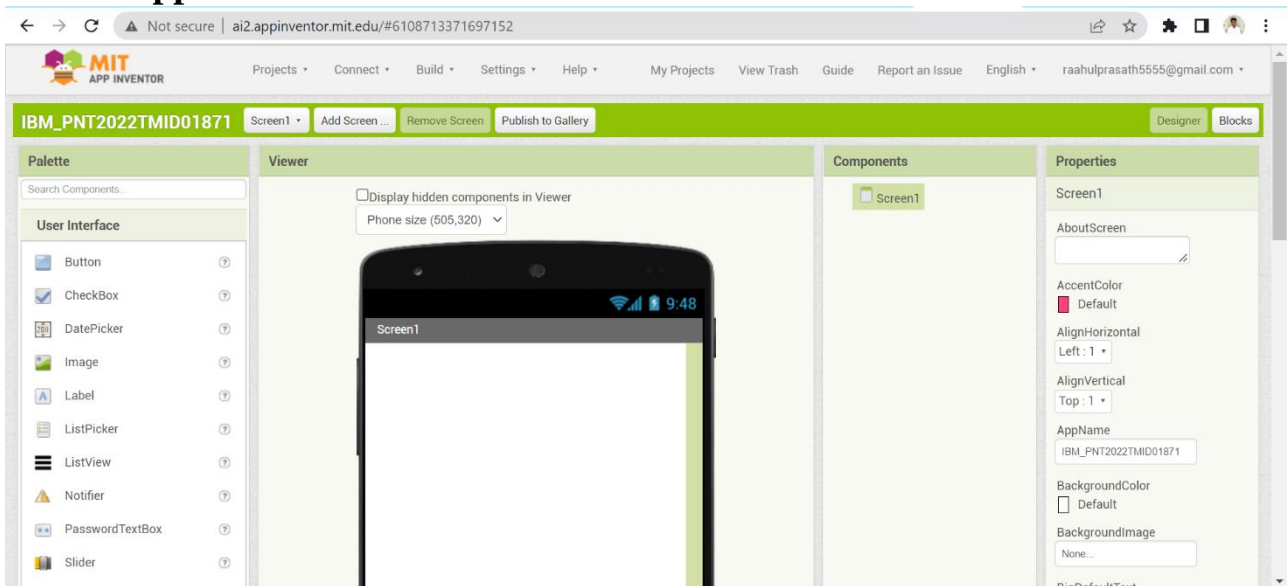 Not secure | ai2.appinventor.mit.edu/#6108713371697152
MIT
APP INVENTOR
Projects Connect Build Settings Help My Projects View Trash Guide Report an Issue English raahulprasath5555@gmail.com
IBM_PNT2022TMID01871 Screen1 Add Screen ... Remove Screen Publish to Gallery Designer Blocks
Palette
Search Components...
User Interface
Button
CheckBox
DatePicker
Image
Label
ListPicker
ListView
Notifier
PasswordTextBox
Slider
Viewer
Display hidden components in Viewer
Phone size (505,320)
9:48
Screen1
Components
Screen1
Properties
Screen1
AboutScreen
AccentColor
Default
AlignHorizontal
Left : 1
AlignVertical
Top : 1
AppName
IBM_PNT2022TMID01871
BackgroundColor
Default
BackgroundImage
None...